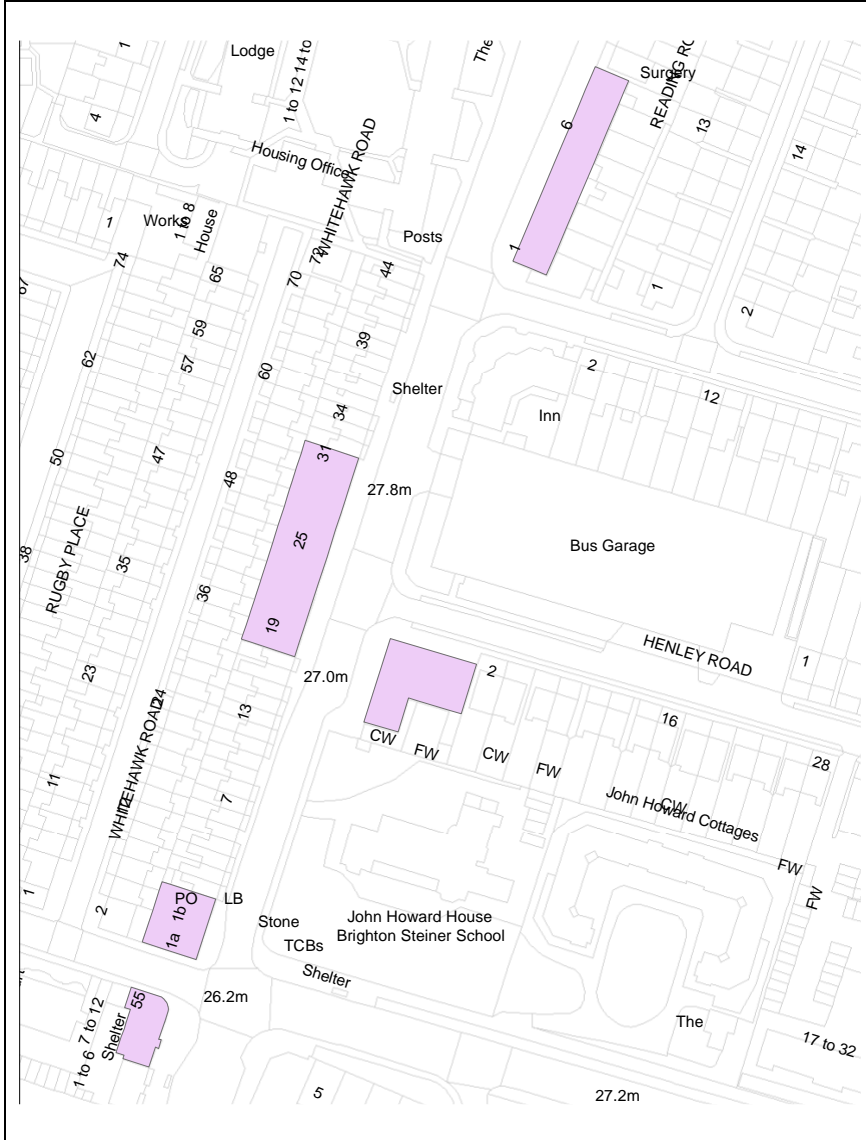 Lodge
1
1 to 12 14 to
The
Surgery
READING RO
6
13
4
14
Housing Office
WHITEHAWK ROAD
1
Works
1 to 8
House
Posts
1
74
72
70
44
65
1
2
67
59
39
62
57
60
Shelter
2
34
12
Inn
31
50
47
48
27.8m
25
Bus Garage
38
35
RUGBY PLACE
36
19
HENLEY ROAD
1
27.0m
2
23
24
13
16
CW
FW
CW
FW
28
WHITEHAWK ROAD
12
11
7
CW
John Howard Cottages
FW
FW
1
2
PO
1b
1a
LB
Stone
TCBs
John Howard House
Brighton Steiner School
Shelter
55
26.2m
The
7 to 12
Shelter
1 to 6
17 to 32
5
27.2m